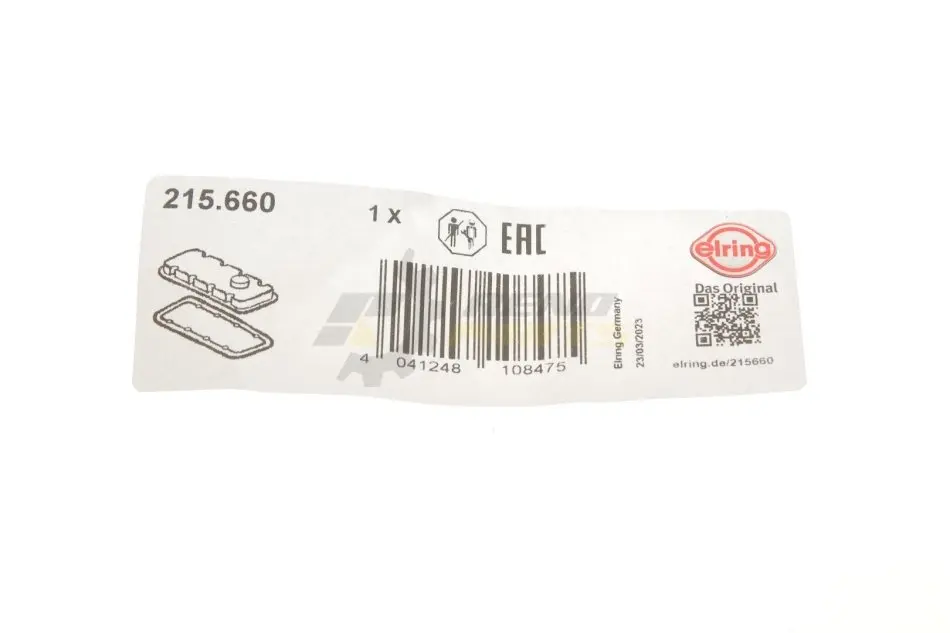 215.660
1 x
EAC
elring
Das Original
4 041248 108475
Elring Germany
23/03/2023
elring.de/215660